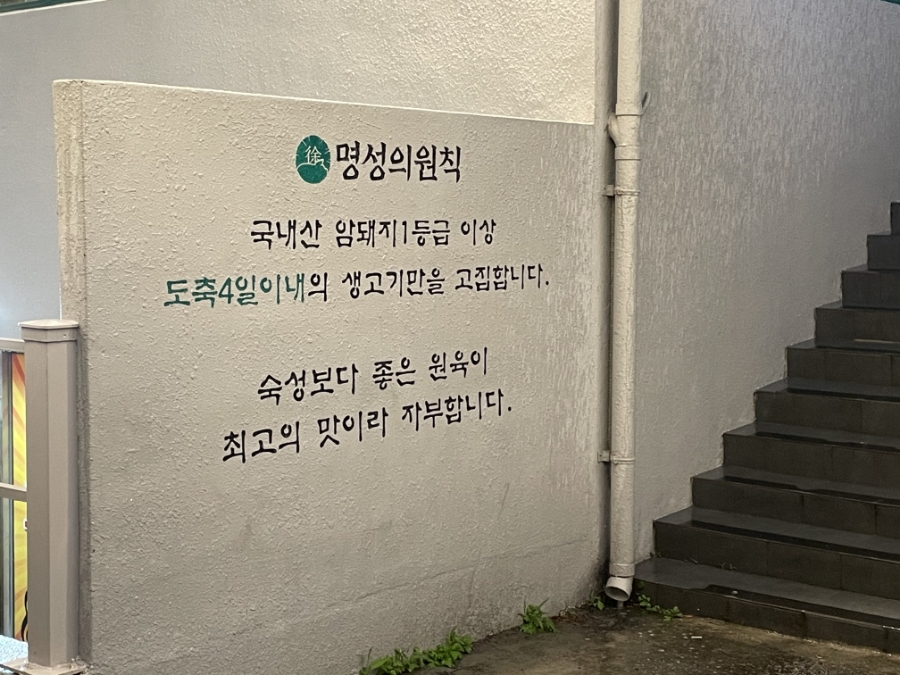 徐 명성의원칙
국내산 암돼지1등급 이상
도축4일이내의 생고기만을 고집합니다.
숙성보다 좋은 원육이
최고의 맛이라 자부합니다.